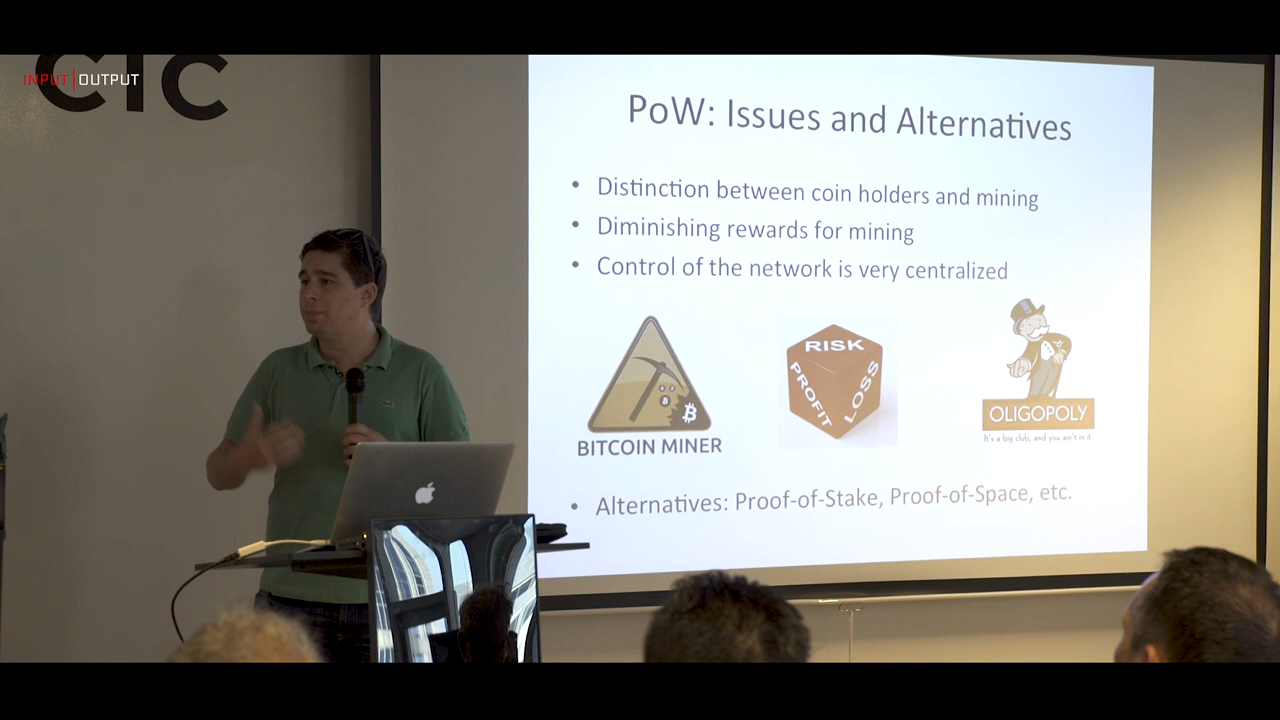 CIC
INPUT|OUTPUT
PoW: Issues and Alternatives
• Distinction between coin holders and mining
• Diminishing rewards for mining
• Control of the network is very centralized
RISK
PROFIT
LOSS
BITCOIN MINER
OLIGOPOLY
It's a big club, and you ain't in it.
• Alternatives: Proof-of-Stake, Proof-of-Space, etc.